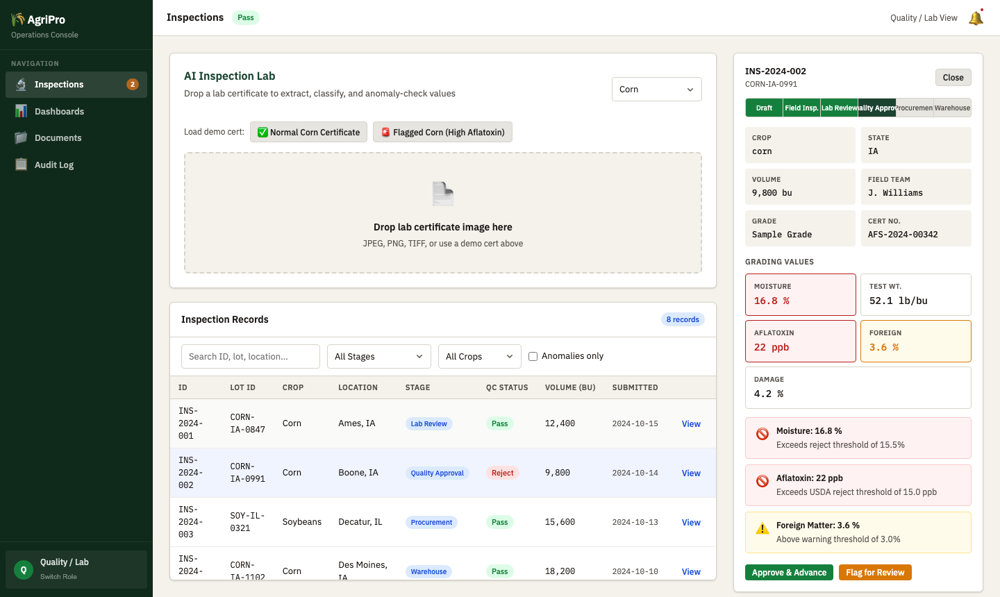 AgriPro
Operations Console
NAVIGATION
Inspections 2
Dashboards
Documents
Audit Log
Quality / Lab
Q
Switch Role
Inspections Pass
Quality / Lab View
AI Inspection Lab
Drop a lab certificate to extract, classify, and anomaly-check values
Corn
Load demo cert: Normal Corn Certificate Flagged Corn (High Aflatoxin)
Drop lab certificate image here
JPEG, PNG, TIFF, or use a demo cert above
Inspection Records 8 records
Search ID, lot, location... All Stages All Crops Anomalies only
ID LOT ID CROP LOCATION STAGE QC STATUS VOLUME (BU) SUBMITTED
INS-
2024-
001
CORN-
IA-0847
Corn Ames, IA Lab Review Pass 12,400 2024-10-15 View
INS-
2024-
002
CORN-
IA-0991
Corn Boone, IA Quality Approval Reject 9,800 2024-10-14 View
INS-
2024-
003
SOY-IL-
0321
Soybeans Decatur, IL Procurement Pass 15,600 2024-10-13 View
INS-
2024-
CORN-
IA-1102
Corn Des Moines,
IA
Warehouse Pass 18,200 2024-10-10 View
INS-2024-002
CORN-IA-0991
Close
Draft Field Insp. Lab Review uality Appro Procuremen Warehouse
CROP
corn
STATE
IA
VOLUME
9,800 bu
FIELD TEAM
J. Williams
GRADE
Sample Grade
CERT NO.
AFS-2024-00342
GRADING VALUES
MOISTURE
16.8 %
TEST WT.
52.1 lb/bu
AFLATOXIN
22 ppb
FOREIGN
3.6 %
DAMAGE
4.2 %
Moisture: 16.8 %
Exceeds reject threshold of 15.5%
Aflatoxin: 22 ppb
Exceeds USDA reject threshold of 15.0 ppb
Foreign Matter: 3.6 %
Above warning threshold of 3.0%
Approve & Advance Flag for Review